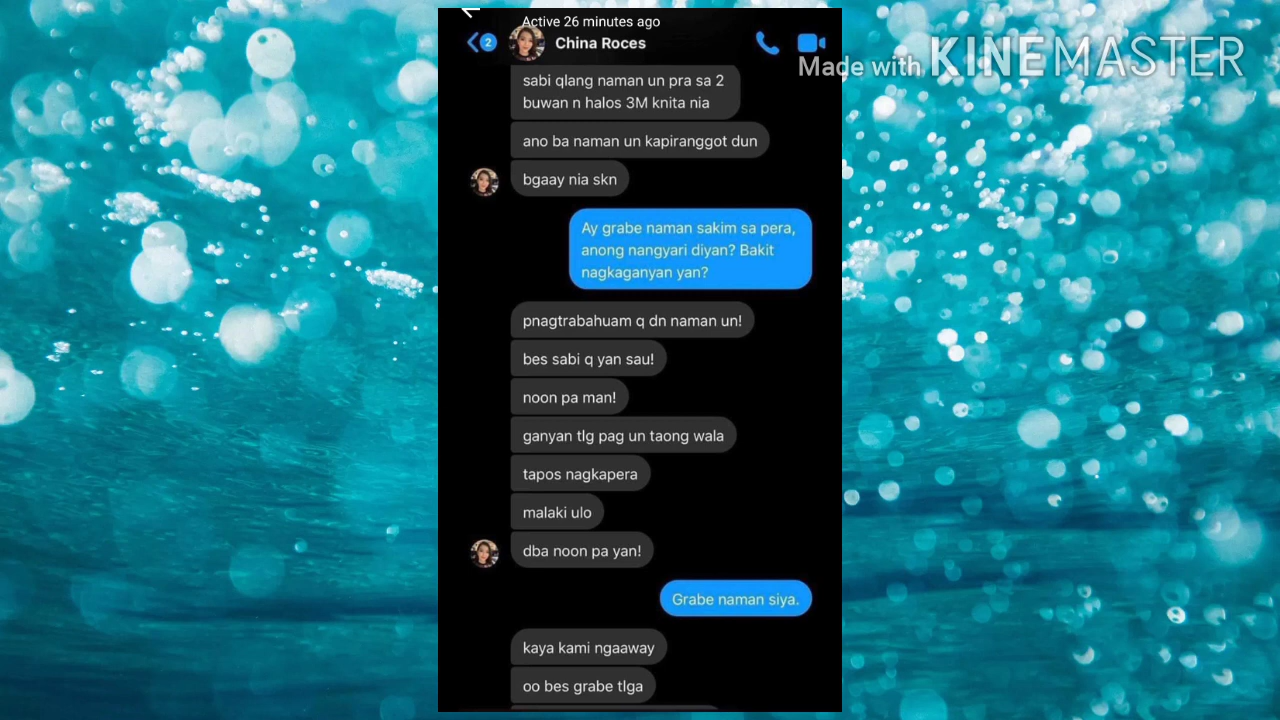 Active 26 minutes ago
2
China Roces
Made with KINEMASTER
sabi qlang naman un pra sa 2
buwan n halos 3M knita nia
ano ba naman un kapiranggot dun
bgaay nia skn
Ay grabe naman sakim sa pera,
anong nangyari diyan? Bakit
nagkaganyan yan?
pnagtrabahuam q dn naman un!
bes sabi q yan sau!
noon pa man!
ganyan tlg pag un taong wala
tapos nagkapera
malaki ulo
dba noon pa yan!
Grabe naman siya.
kaya kami ngaaway
oo bes grabe tlga